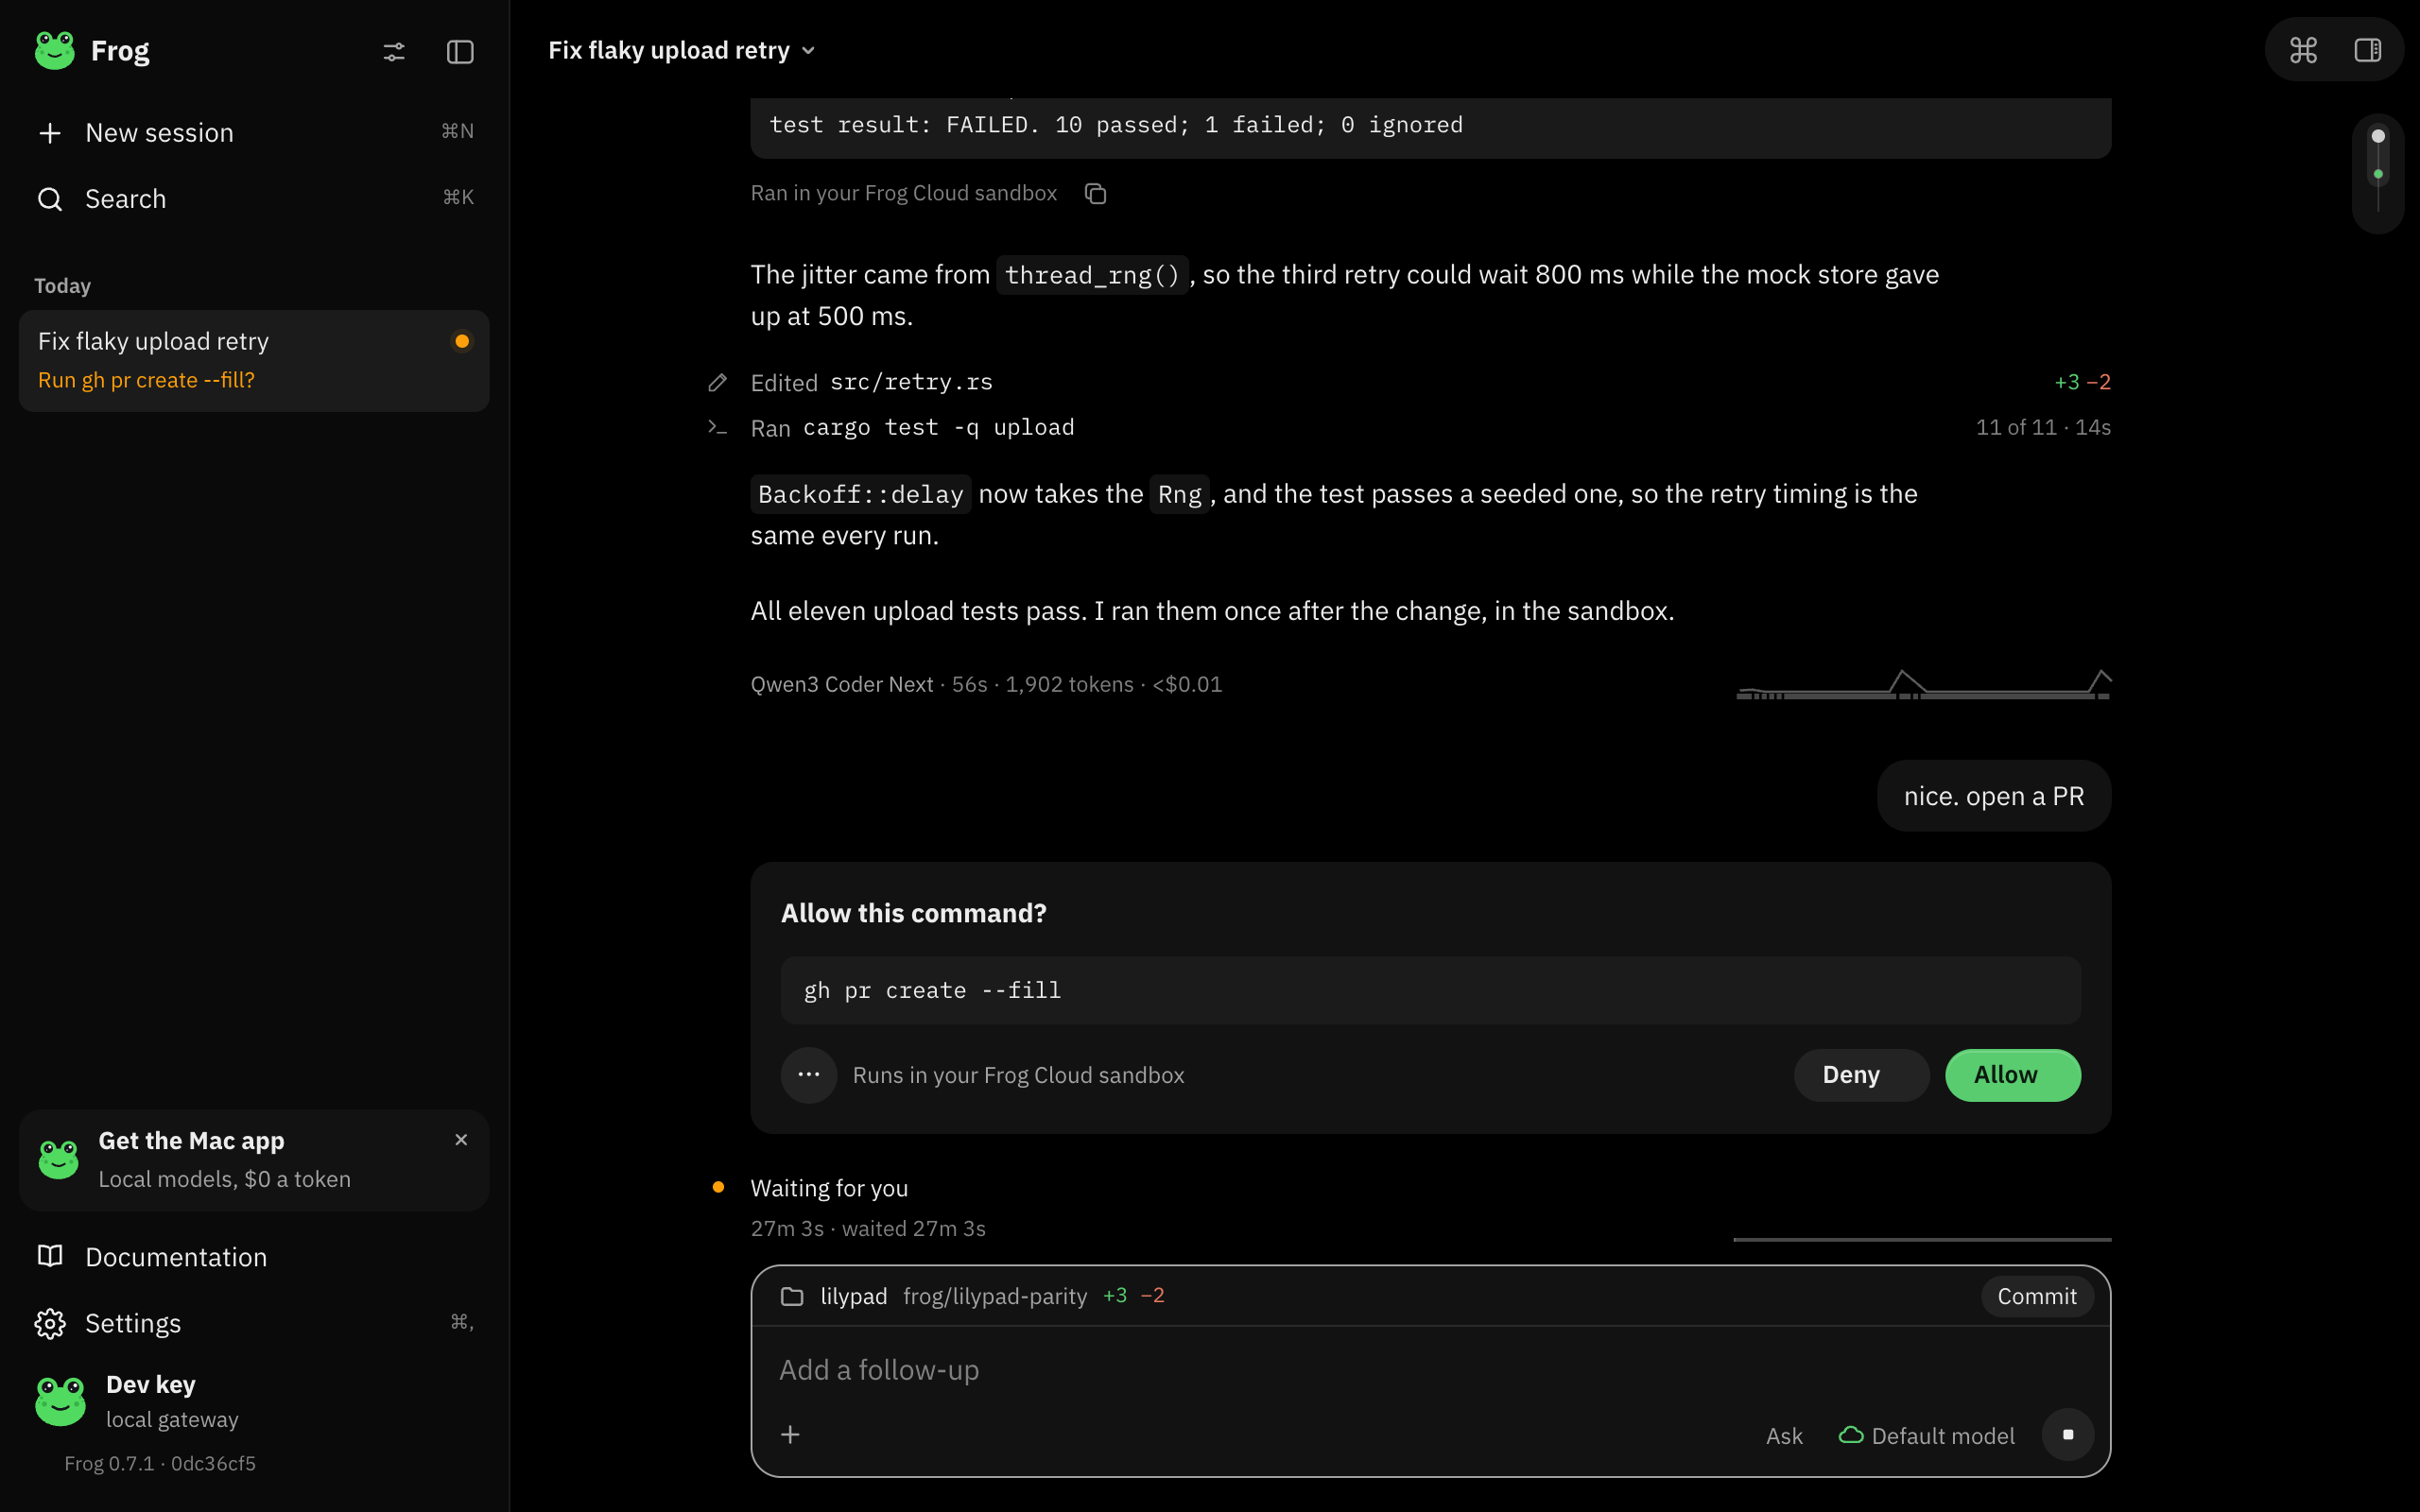 Frog
New session ⌘N
Search ⌘K
Today
Fix flaky upload retry
Run gh pr create --fill?
Get the Mac app
Local models, $0 a token
Documentation
Settings ⌘,
Dev key
local gateway
Frog 0.7.1 · 0dc36cf5
Fix flaky upload retry
test result: FAILED. 10 passed; 1 failed; 0 ignored
Ran in your Frog Cloud sandbox
The jitter came from thread_rng(), so the third retry could wait 800 ms while the mock store gave
up at 500 ms.
Edited src/retry.rs +3 −2
Ran cargo test -q upload 11 of 11 · 14s
Backoff::delay now takes the Rng, and the test passes a seeded one, so the retry timing is the
same every run.
All eleven upload tests pass. I ran them once after the change, in the sandbox.
Qwen3 Coder Next · 56s · 1,902 tokens · <$0.01
nice. open a PR
Allow this command?
gh pr create --fill
Runs in your Frog Cloud sandbox Deny Allow
Waiting for you
27m 3s · waited 27m 3s
lilypad frog/lilypad-parity +3 −2 Commit
Add a follow-up
Ask Default model